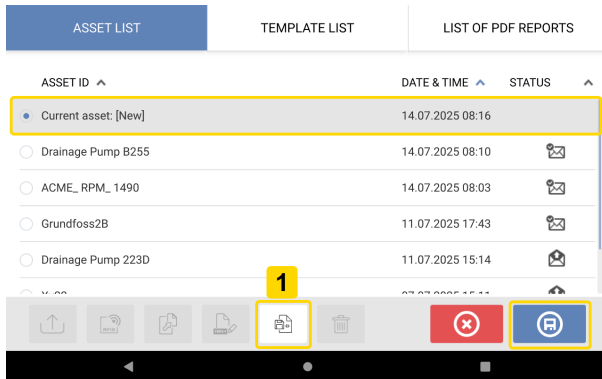 ASSET LIST
TEMPLATE LIST
LIST OF PDF REPORTS
ASSET ID DATE & TIME STATUS
Current asset: [New] 14.07.2025 08:16
Drainage Pump B255 14.07.2025 08:10
ACME_ RPM_ 1490 14.07.2025 08:03
Grundfoss2B 11.07.2025 17:43
Drainage Pump 223D 11.07.2025 15:14
1
RFID